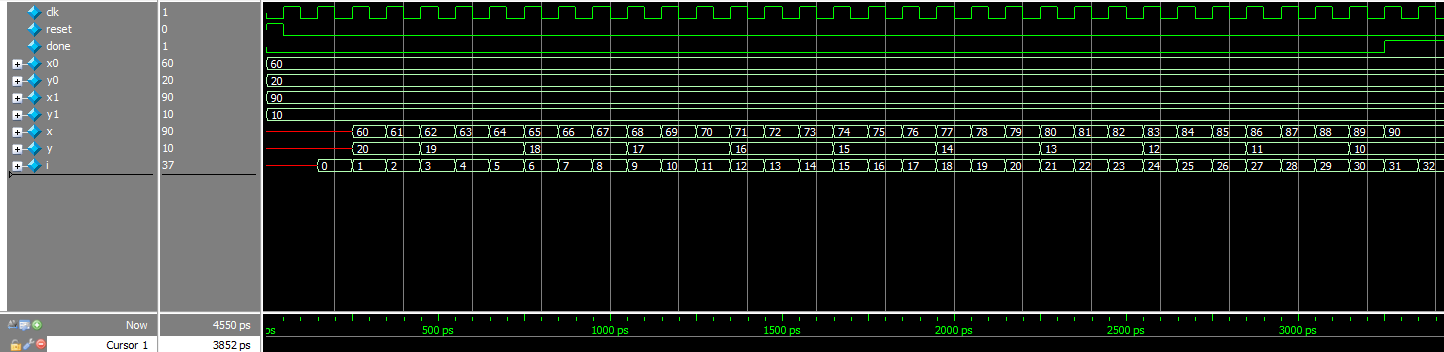 clk 1
reset 0
done 1
x0 60 60
y0 20 20
x1 90 90
y1 10 10
x 90 60 61 62 63 64 65 66 67 68 69 70 71 72 73 74 75 76 77 78 79 80 81 82 83 84 85 86 87 88 89 90
y 10 20 19 18 17 16 15 14 13 12 11 10
i 37 0 1 2 3 4 5 6 7 8 9 10 11 12 13 14 15 16 17 18 19 20 21 22 23 24 25 26 27 28 29 30 31 32
Now 4550 ps ps 500 ps 1000 ps 1500 ps 2000 ps 2500 ps 3000 ps
Cursor 1 3852 ps